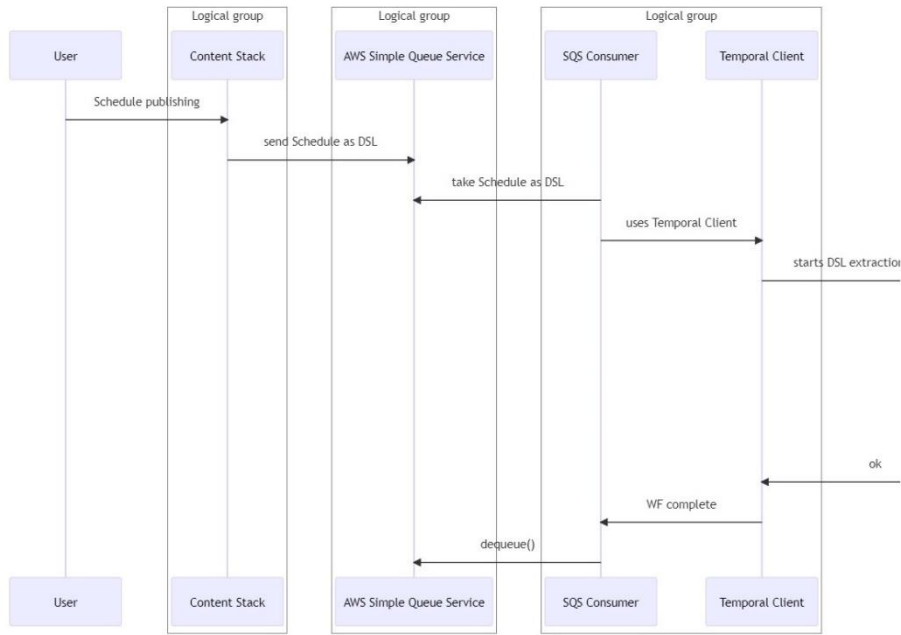 Logical group
Logical group
Logical group
User
Content Stack
AWS Simple Queue Service
SQS Consumer
Temporal Client
Schedule publishing
send Schedule as DSL
take Schedule as DSL
uses Temporal Client
starts DSL extraction
ok
WF complete
dequeue()
User
Content Stack
AWS Simple Queue Service
SQS Consumer
Temporal Client